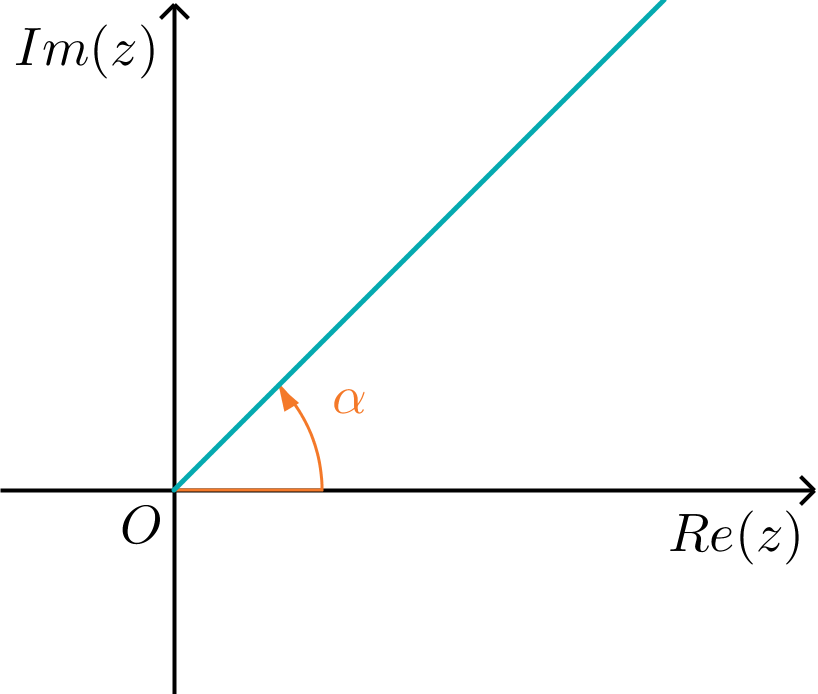 Im(z)
α
O
Re(z)